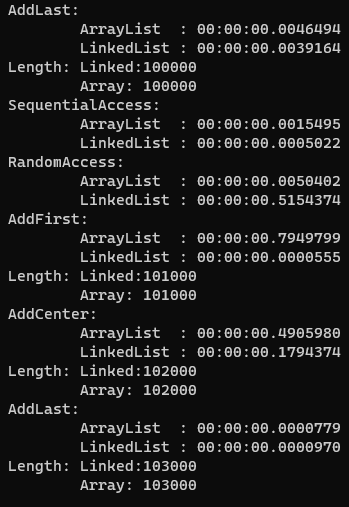 AddLast:
ArrayList : 00:00:00.0046494
LinkedList : 00:00:00.0039164
Length: Linked:100000
Array: 100000
SequentialAccess:
ArrayList : 00:00:00.0015495
LinkedList : 00:00:00.0005022
RandomAccess:
ArrayList : 00:00:00.0050402
LinkedList : 00:00:00.5154374
AddFirst:
ArrayList : 00:00:00.7949799
LinkedList : 00:00:00.0000555
Length: Linked:101000
Array: 101000
AddCenter:
ArrayList : 00:00:00.4905980
LinkedList : 00:00:00.1794374
Length: Linked:102000
Array: 102000
AddLast:
ArrayList : 00:00:00.0000779
LinkedList : 00:00:00.0000970
Length: Linked:103000
Array: 103000